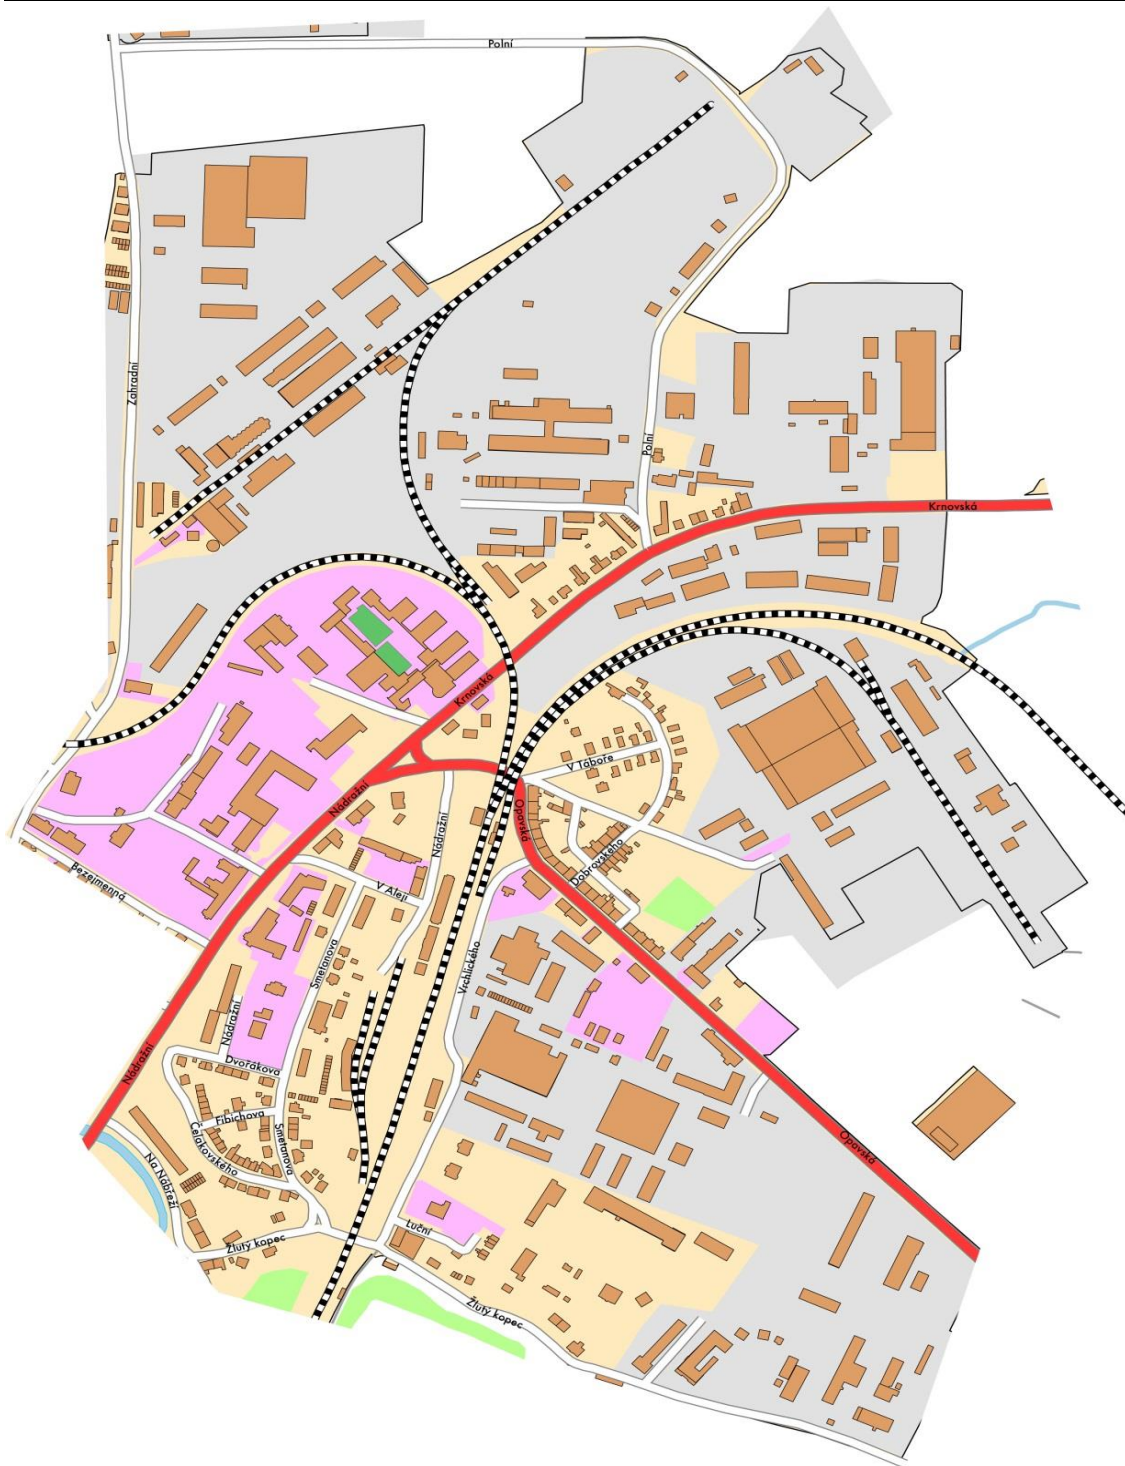 Polní
Zahradní
Polní
Krnovská
Krnovská
V Táboře
Nádražní
Opavská
Nádražní
Dobrovského
Bezejmenná
V Aleji
Smetanova
Vrchlického
Nádražní
Nádražní
Dvořákova
Fibichova
Smetanova
Čelakovského
Opavská
Na Nábřeží
Luční
Žlutý kopec
Žlutý kopec